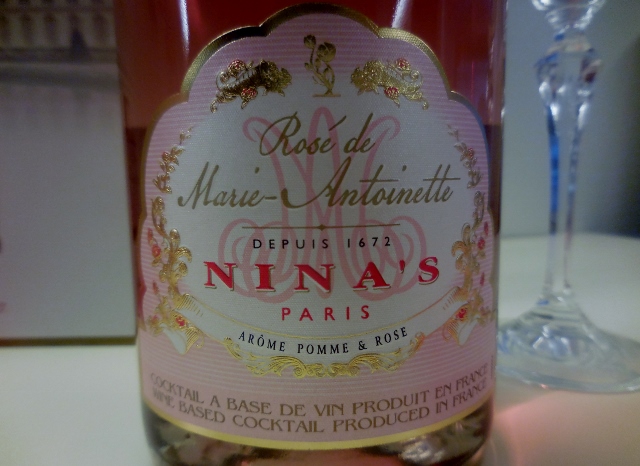 Rosé de
Marie-Antoinette
DEPUIS 1672
NINA'S
PARIS
ARÔME POMME & ROSE
COCKTAIL A BASE DE VIN PRODUIT EN FRANCE
WINE BASED COCKTAIL PRODUCED IN FRANCE